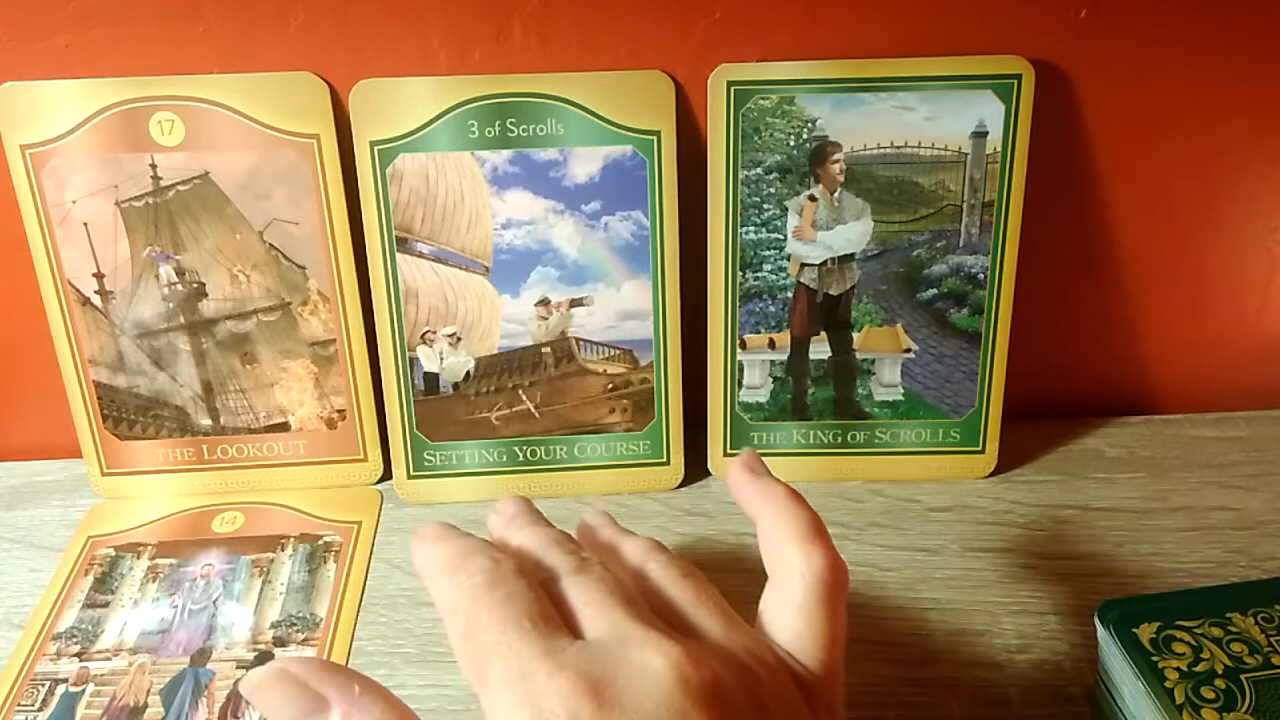 17
THE LOOKOUT
3 of Scrolls
SETTING YOUR COURSE
THE KING OF SCROLLS
14